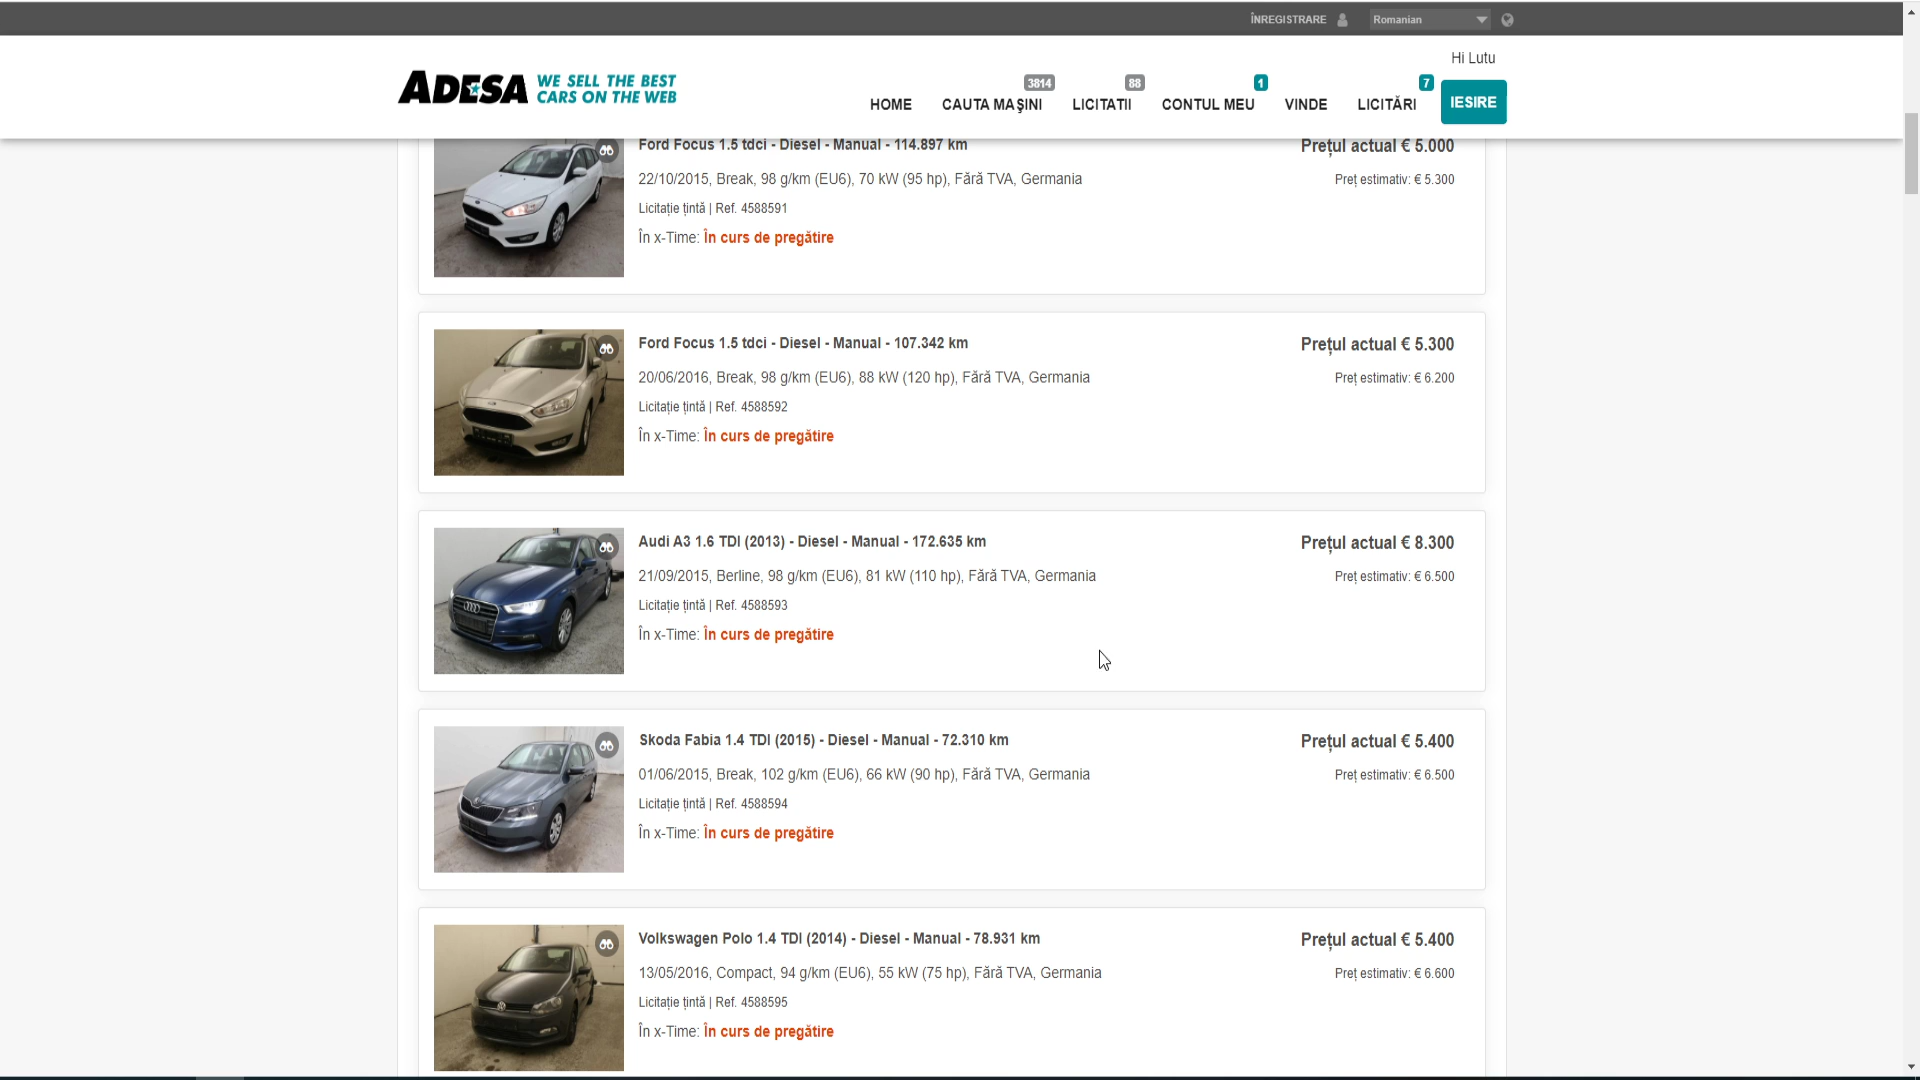 ÎNREGISTRARE
Romanian
Hi Lutu
ADESA
WE SELL THE BEST
CARS ON THE WEB
HOME
CAUTA MAŞINI 3814
LICITATII 88
CONTUL MEU 1
VINDE
LICITĂRI 7
IESIRE
Ford Focus 1.5 tdci - Diesel - Manual - 114.897 km
Prețul actual € 5.000
22/10/2015, Break, 98 g/km (EU6), 70 kW (95 hp), Fără TVA, Germania
Preț estimativ: € 5.300
Licitație țintă | Ref. 4588591
În x-Time: În curs de pregătire
Ford Focus 1.5 tdci - Diesel - Manual - 107.342 km
Prețul actual € 5.300
20/06/2016, Break, 98 g/km (EU6), 88 kW (120 hp), Fără TVA, Germania
Preț estimativ: € 6.200
Licitație țintă | Ref. 4588592
În x-Time: În curs de pregătire
Audi A3 1.6 TDI (2013) - Diesel - Manual - 172.635 km
Prețul actual € 8.300
21/09/2015, Berline, 98 g/km (EU6), 81 kW (110 hp), Fără TVA, Germania
Preț estimativ: € 6.500
Licitație țintă | Ref. 4588593
În x-Time: În curs de pregătire
Skoda Fabia 1.4 TDI (2015) - Diesel - Manual - 72.310 km
Prețul actual € 5.400
01/06/2015, Break, 102 g/km (EU6), 66 kW (90 hp), Fără TVA, Germania
Preț estimativ: € 6.500
Licitație țintă | Ref. 4588594
În x-Time: În curs de pregătire
Volkswagen Polo 1.4 TDI (2014) - Diesel - Manual - 78.931 km
Prețul actual € 5.400
13/05/2016, Compact, 94 g/km (EU6), 55 kW (75 hp), Fără TVA, Germania
Preț estimativ: € 6.600
Licitație țintă | Ref. 4588595
În x-Time: În curs de pregătire